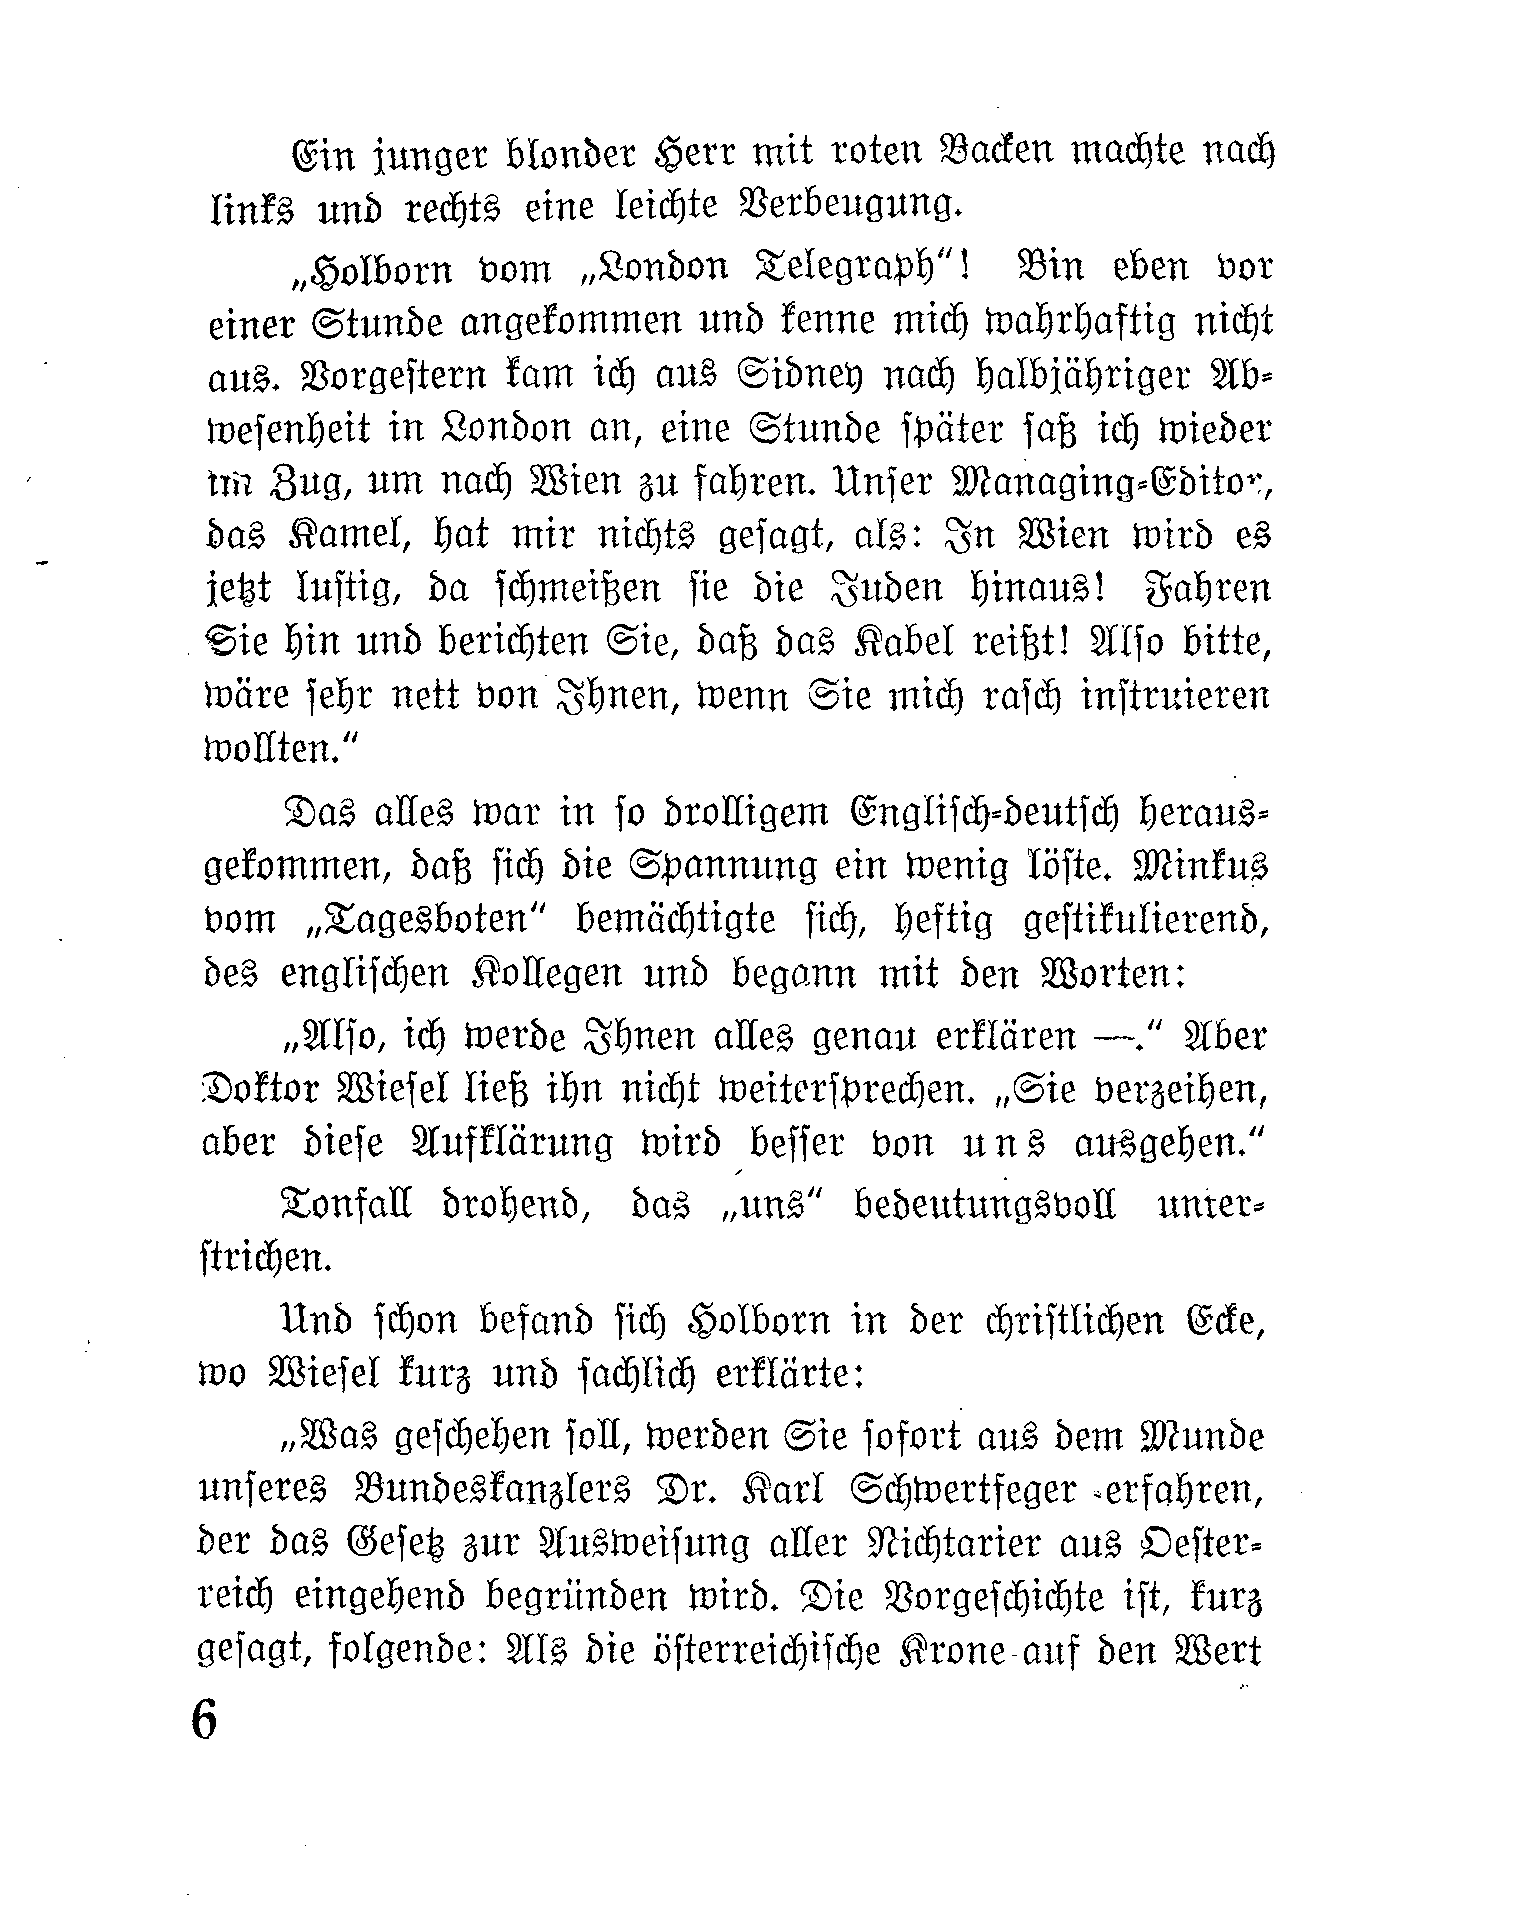 Ein junger blonder Herr mit roten Backen machte nach
links und rechts eine leichte Verbeugung.
„Holborn vom „London Telegraph“! Bin eben vor
einer Stunde angekommen und kenne mich wahrhaftig nicht
aus. Vorgestern kam ich aus Sidney nach halbjähriger Ab-
wesenheit in London an, eine Stunde später saß ich wieder
im Zug, um nach Wien zu fahren. Unser Managing-Editor,
das Kamel, hat mir nichts gesagt, als: In Wien wird es
jetzt lustig, da schmeißen sie die Juden hinaus! Fahren
Sie hin und berichten Sie, daß das Kabel reißt! Also bitte,
wäre sehr nett von Ihnen, wenn Sie mich rasch instruieren
wollten.“
Das alles war in so drolligem Englisch-deutsch heraus-
gekommen, daß sich die Spannung ein wenig löste. Minkus
vom „Tagesboten“ bemächtigte sich, heftig gestikulierend,
des englischen Kollegen und begann mit den Worten:
„Also, ich werde Ihnen alles genau erklären —.“ Aber
Doktor Wiesel ließ ihn nicht weitersprechen. „Sie verzeihen,
aber diese Aufklärung wird besser von uns ausgehen.“
Tonfall drohend, das „uns“ bedeutungsvoll unter-
strichen.
Und schon befand sich Holborn in der christlichen Ecke,
wo Wiesel kurz und sachlich erklärte:
„Was geschehen soll, werden Sie sofort aus dem Munde
unseres Bundeskanzlers Dr. Karl Schwertfeger erfahren,
der das Gesetz zur Ausweisung aller Nichtarier aus Oester-
reich eingehend begründen wird. Die Vorgeschichte ist, kurz
gesagt, folgende: Als die österreichische Krone auf den Wert
6